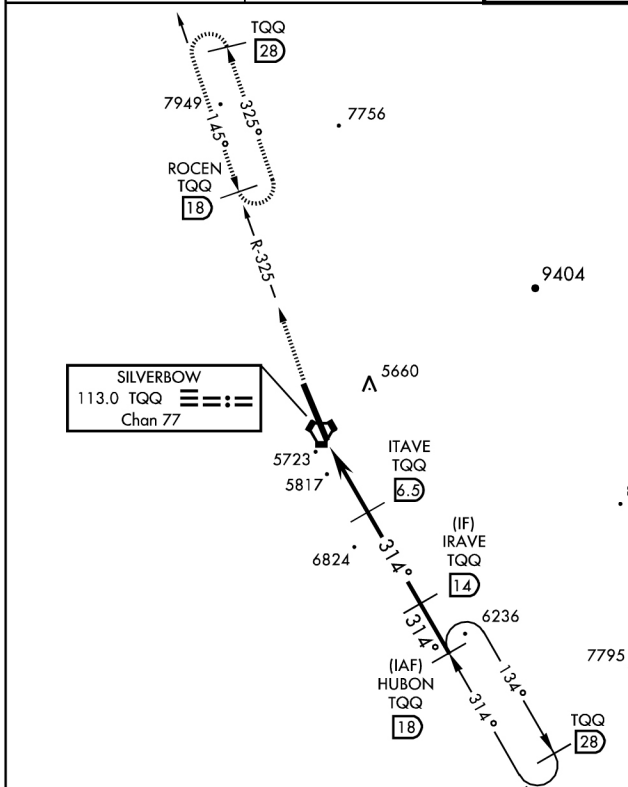 TQQ
28
7949
7756
325°
145°
ROCEN
TQQ
18
R-325
9404
SILVERBOW
113.0 TQQ
Chan 77
5660
5723
5817
ITAVE
TQQ
6.5
6824
314°
(IF)
IRAVE
TQQ
14
314°
6236
(IAF)
HUBON
TQQ
18
7795
134°
314°
TQQ
28